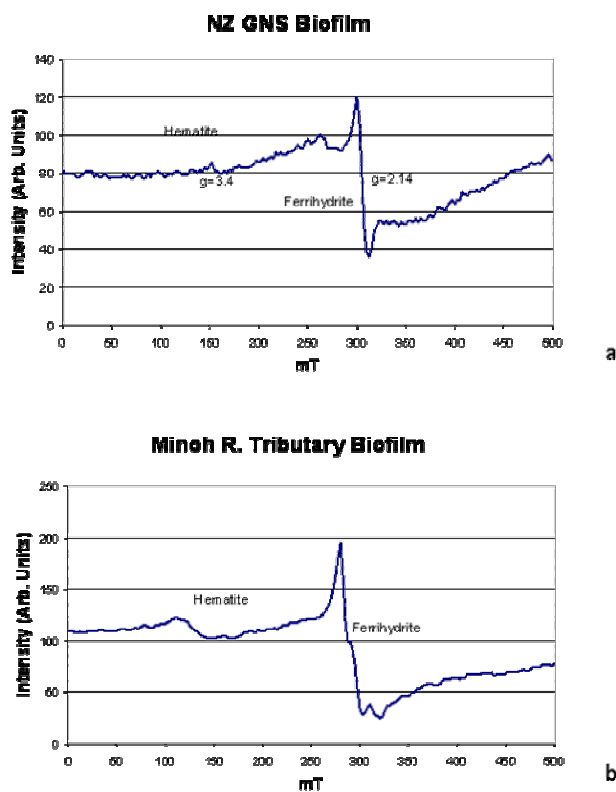 NZ GNS Biofilm
Intensity (Arb. Units)
140
120
100
80
60
40
20
0
Hematite
g=3.4
g=2.14
Ferrihydrite
0 50 100 150 200 250 300 350 400 450 500
mT
a
Minoh R. Tributary Biofilm
Intensity (Arb. Units)
250
200
150
100
50
0
Hematite
Ferrihydrite
0 50 100 150 200 250 300 350 400 450 500
mT
b